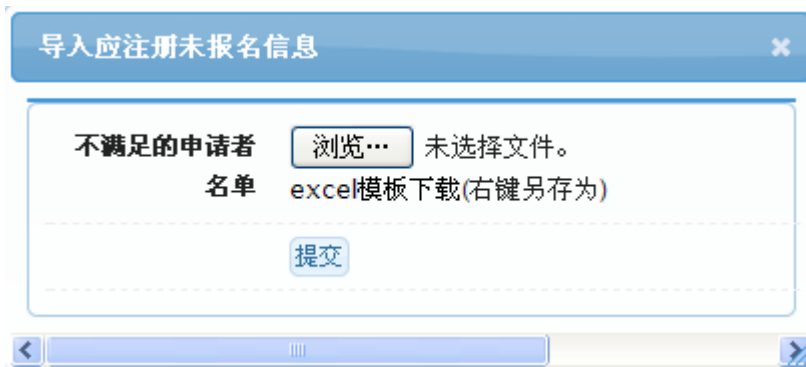 导入应注册未报名信息
不满足的申请者 浏览… 未选择文件。
名单 excel模板下载(右键另存为)
提交